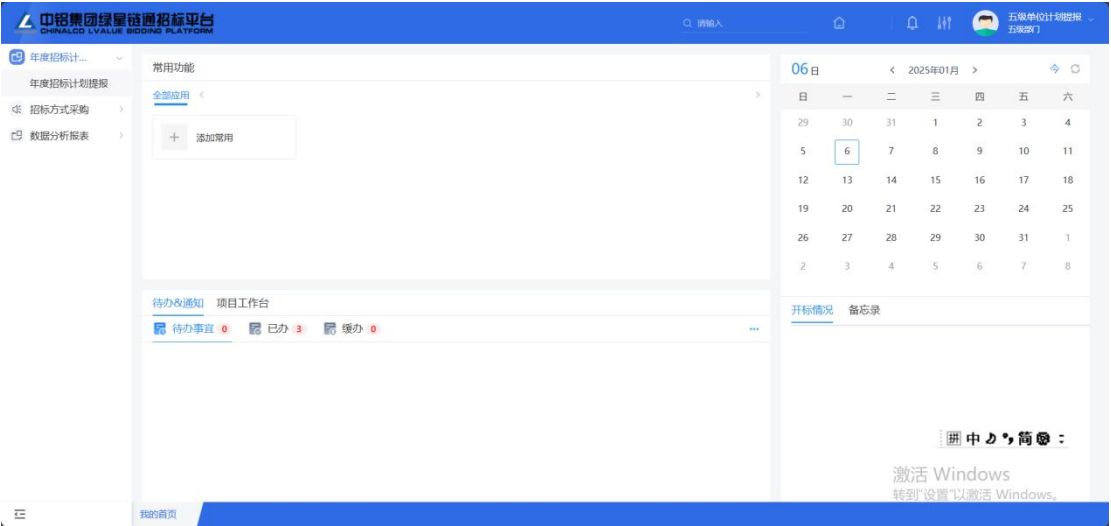 中铝集团绿星链通招标平台
CHINALCO LVALUE BIDDING PLATFORM
请输入
五级单位计划提报
五级部门
年度招标计...
年度招标计划提报
招标方式采购
数据分析报表
常用功能
全部应用
添加常用
06日
2025年01月
日 一 二 三 四 五 六
29 30 31 1 2 3 4
5 6 7 8 9 10 11
12 13 14 15 16 17 18
19 20 21 22 23 24 25
26 27 28 29 30 31 1
2 3 4 5 6 7 8
待办&通知 项目工作台
待办事宜 0 已办 3 缓办 0
开标情况 备忘录
拼 中 简
激活 Windows
转到"设置"以激活 Windows。
我的首页